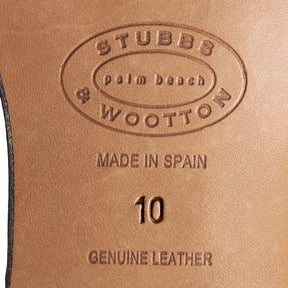 STUBBS
palm beach
& WOOTTON
MADE IN SPAIN
10
GENUINE LEATHER